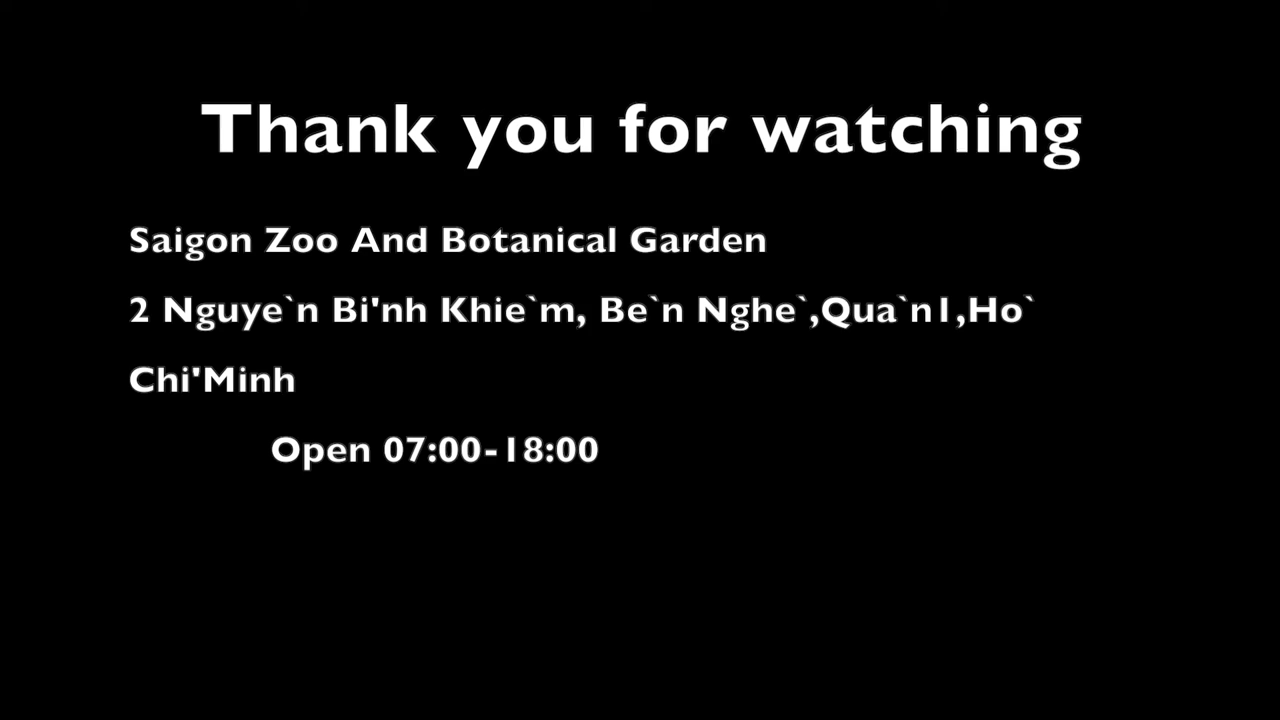 Thank you for watching
Saigon Zoo And Botanical Garden
2 Nguye`n Bi'nh Khie`m, Be`n Nghe`,Qua`n1,Ho`
Chi'Minh
Open 07:00-18:00